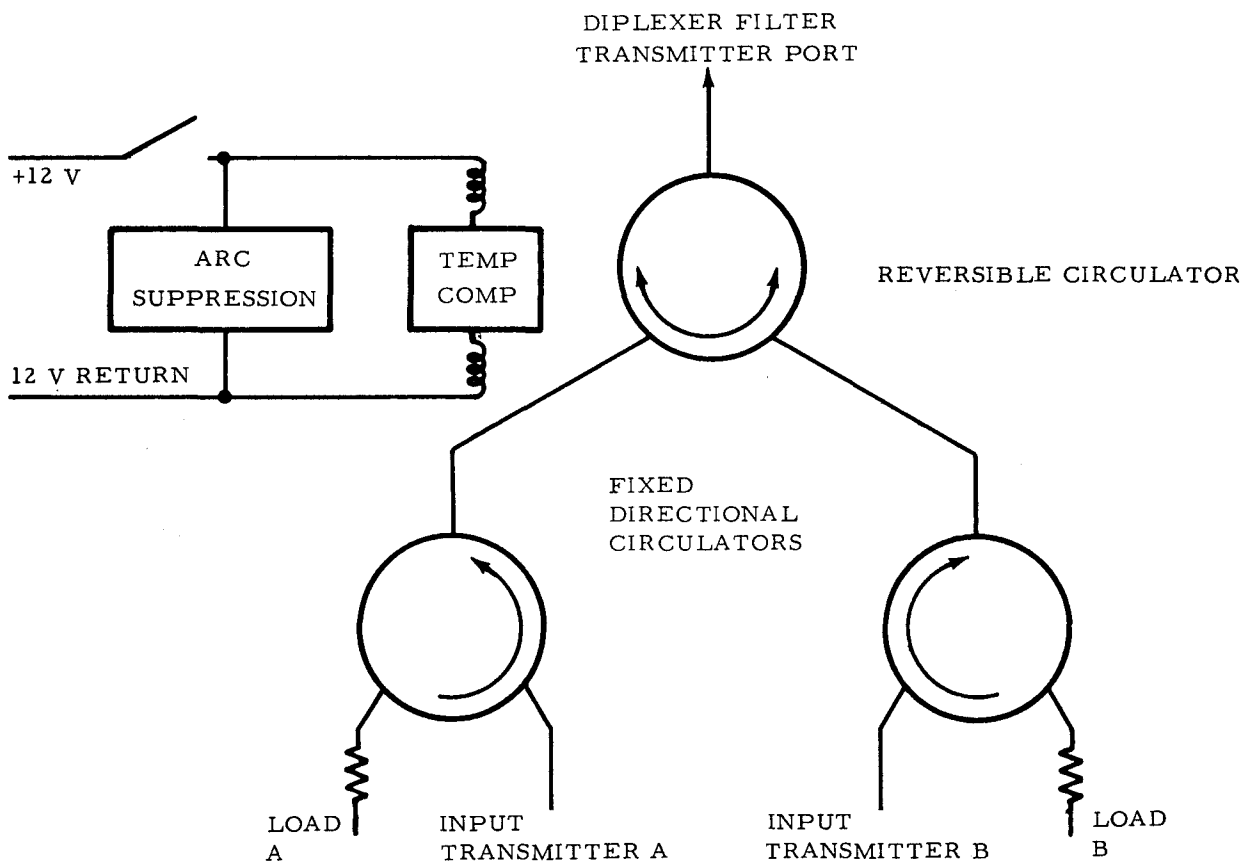 DIPLEXER FILTER
TRANSMITTER PORT
+12 V
ARC
SUPPRESSION
TEMP
COMP
REVERSIBLE CIRCULATOR
12 V RETURN
FIXED
DIRECTIONAL
CIRCULATORS
LOAD
A
INPUT
TRANSMITTER A
INPUT
TRANSMITTER B
LOAD
B